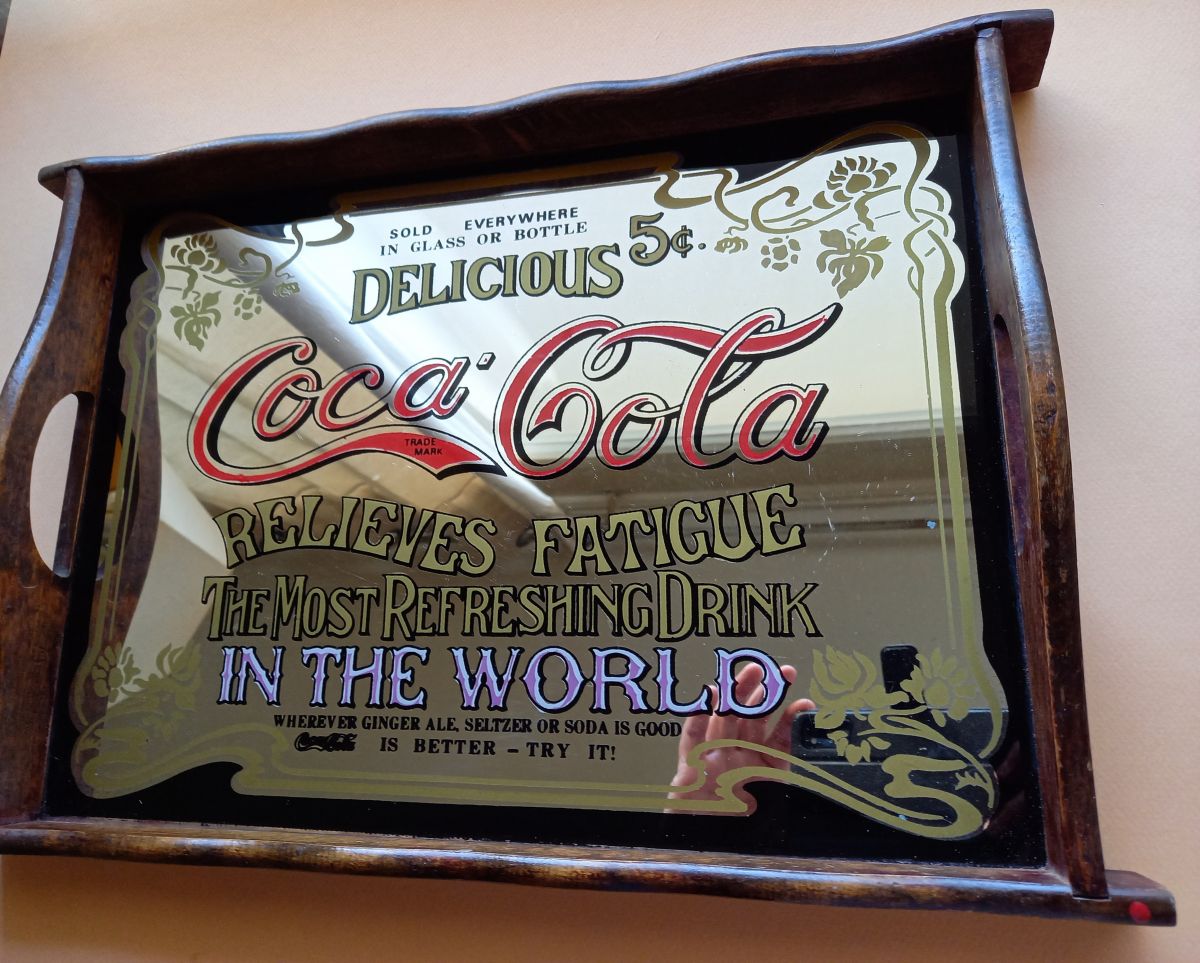 SOLD EVERYWHERE
IN GLASS OR BOTTLE
DELICIOUS 5¢.
Coca-Cola
TRADE
MARK
RELIEVES FATIGUE
THE MOST REFRESHING DRINK
IN THE WORLD
WHEREVER GINGER ALE, SELTZER OR SODA IS GOOD
Coca-Cola IS BETTER – TRY IT!